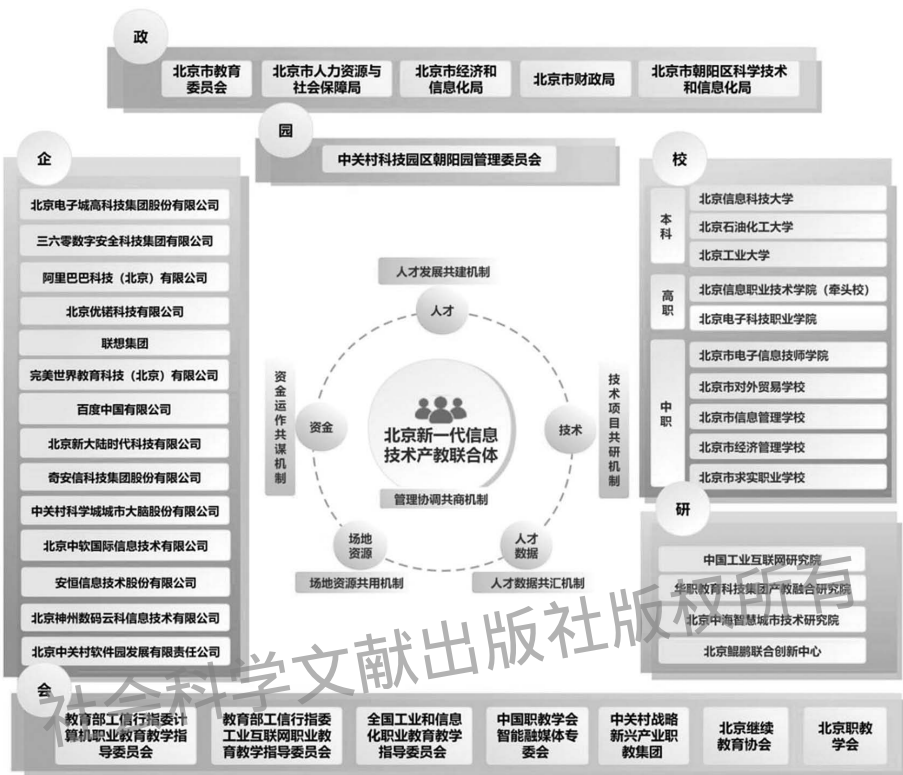 政
北京市教育
委员会
北京市人力资源与
社会保障局
北京市经济和
信息化局
北京市财政局
北京市朝阳区科学技术
和信息化局
园
中关村科技园区朝阳园管理委员会
企
北京电子城高科技集团股份有限公司
三六零数字安全科技集团有限公司
阿里巴巴科技（北京）有限公司
北京优锘科技有限公司
联想集团
完美世界教育科技（北京）有限公司
百度中国有限公司
北京新大陆时代科技有限公司
奇安信科技集团股份有限公司
中关村科学城城市大脑股份有限公司
北京中软国际信息技术有限公司
安恒信息技术股份有限公司
北京神州数码云科信息技术有限公司
北京中关村软件园发展有限责任公司
人才发展共建机制
人才
资金运作共谋机制
资金
北京新一代信息
技术产教联合体
管理协调共商机制
技术
技术项目共研机制
场地
资源
场地资源共用机制
人才
数据
人才数据共汇机制
校
本科
北京信息科技大学
北京石油化工大学
北京工业大学
高职
北京信息职业技术学院（牵头校）
北京电子科技职业学院
中职
北京市电子信息技师学院
北京市对外贸易学校
北京市信息管理学校
北京市经济管理学校
北京市求实职业学校
研
中国工业互联网研究院
华职教育科技集团产教融合研究院
北京中海智慧城市技术研究院
北京鲲鹏联合创新中心
会
教育部工信行指委计
算机职业教育教学指
导委员会
教育部工信行指委
工业互联网职业教
育教学指导委员会
全国工业和信息
化职业教育教学
指导委员会
中国职教学会
智能融媒体专
委会
中关村战略
新兴产业职
教集团
北京继续
教育协会
北京职教
学会
社会科学文献出版社版权所有